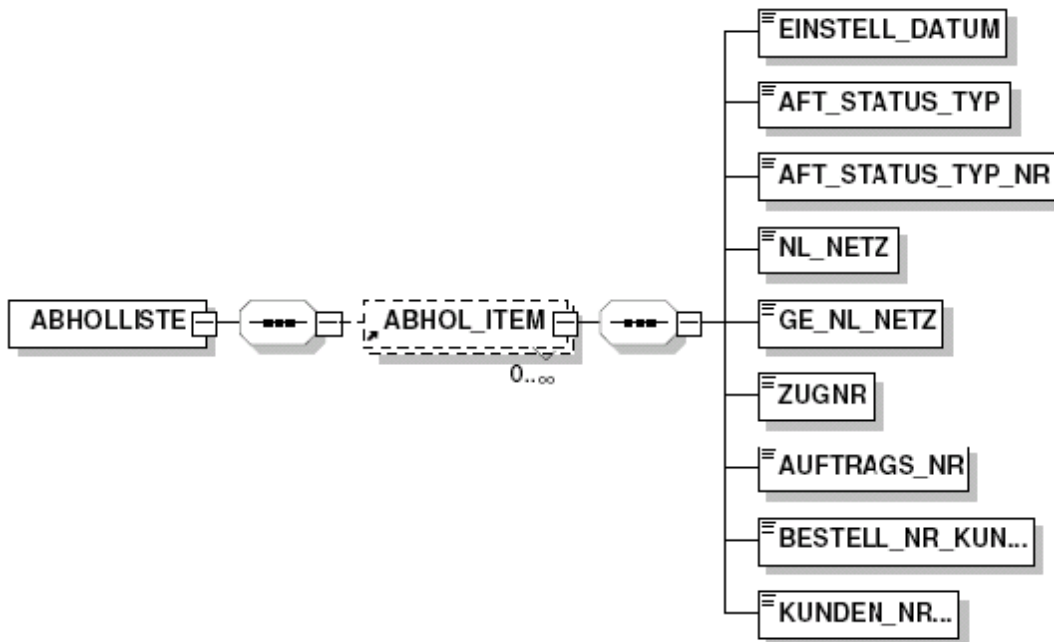 EINSTELL_DATUM
AFT_STATUS_TYP
AFT_STATUS_TYP_NR
NL_NETZ
ABHOLLISTE
ABHOL_ITEM
0..∞
GE_NL_NETZ
ZUGNR
AUFTRAGS_NR
BESTELL_NR_KUN...
KUNDEN_NR...